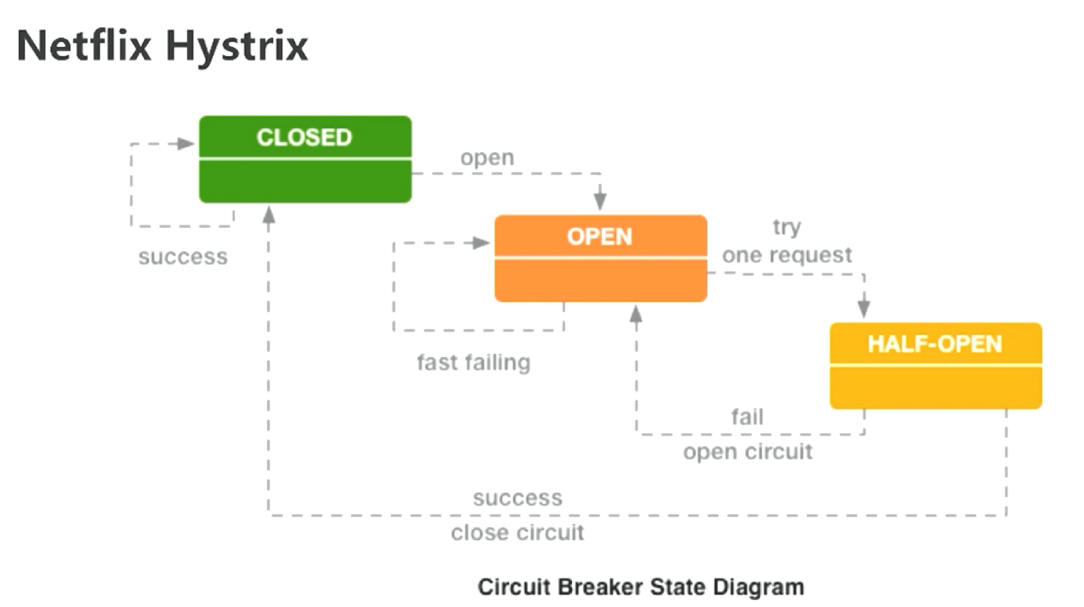 Netflix Hystrix
CLOSED
open
success
OPEN
try
one request
fast failing
HALF-OPEN
fail
open circuit
success
close circuit
Circuit Breaker State Diagram